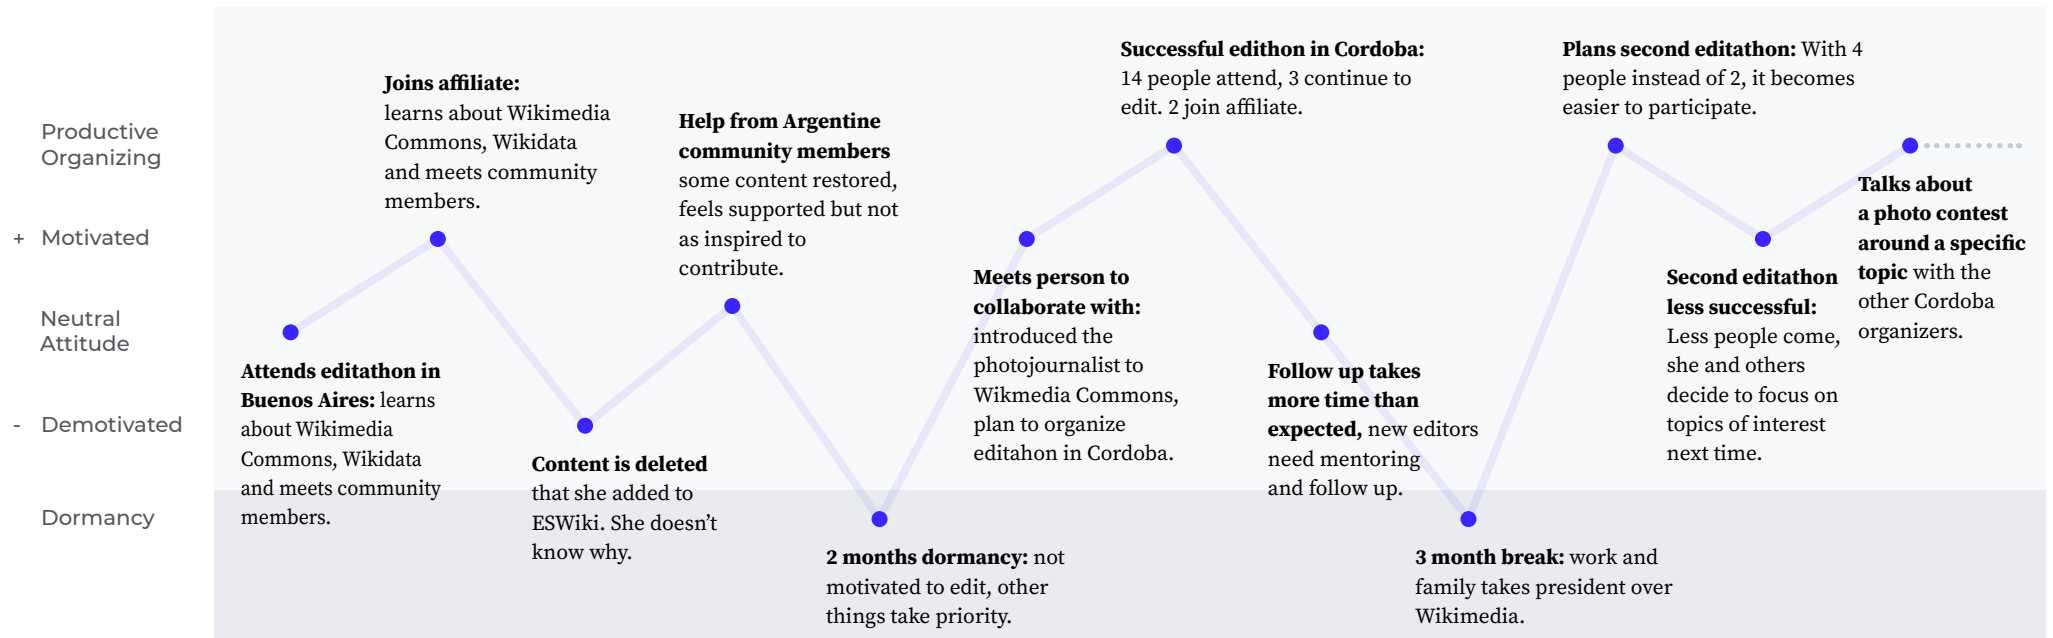 Productive
Organizing
+ Motivated
Neutral
Attitude
- Demotivated
Dormancy
Attends editathon in
Buenos Aires: learns
about Wikimedia
Commons, Wikidata
and meets community
members.
Joins affiliate:
learns about Wikimedia
Commons, Wikidata
and meets community
members.
Content is deleted
that she added to
ESWiki. She doesn’t
know why.
Help from Argentine
community members
some content restored,
feels supported but not
as inspired to
contribute.
2 months dormancy: not
motivated to edit, other
things take priority.
Meets person to
collaborate with:
introduced the
photojournalist to
Wikmedia Commons,
plan to organize
editahon in Cordoba.
Successful edithon in Cordoba:
14 people attend, 3 continue to
edit. 2 join affiliate.
Follow up takes
more time than
expected, new editors
need mentoring
and follow up.
3 month break: work and
family takes president over
Wikimedia.
Plans second editathon: With 4
people instead of 2, it becomes
easier to participate.
Second editathon
less successful:
Less people come,
she and others
decide to focus on
topics of interest
next time.
Talks about
a photo contest
around a specific
topic with the
other Cordoba
organizers.